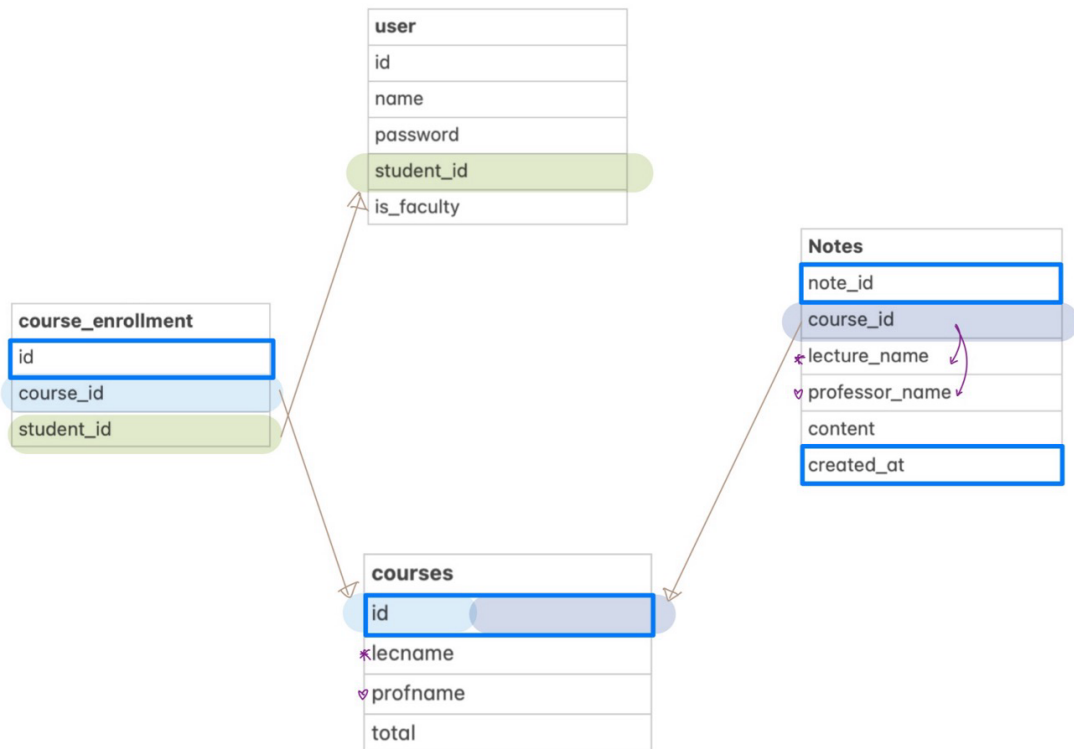 user
id
name
password
student_id
is_faculty
course_enrollment
id
course_id
student_id
Notes
note_id
course_id
lecture_name
professor_name
content
created_at
courses
id
lecname
profname
total